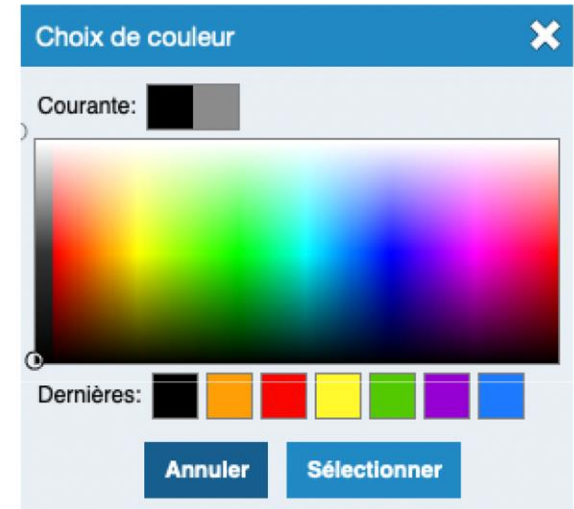 Choix de couleur
Courante:
Dernières:
Annuler
Sélectionner